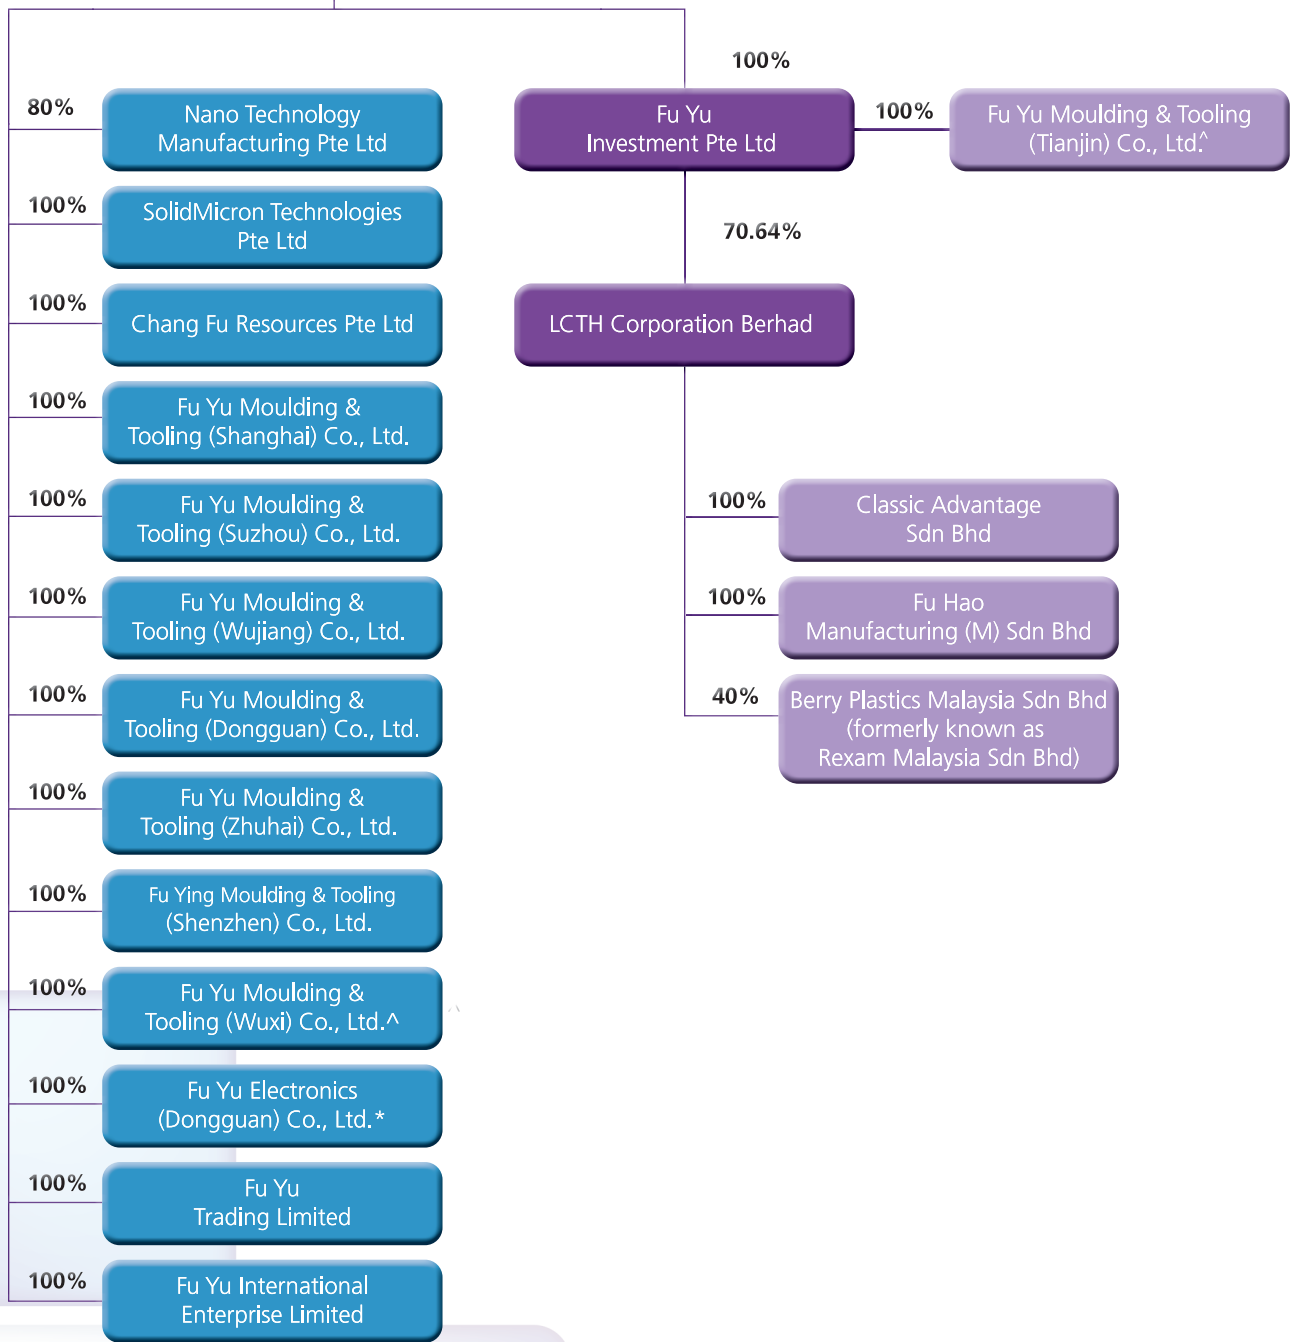 80%
Nano Technology
Manufacturing Pte Ltd
100%
SolidMicron Technologies
Pte Ltd
100%
Chang Fu Resources Pte Ltd
100%
Fu Yu Moulding &
Tooling (Shanghai) Co., Ltd.
100%
Fu Yu Moulding &
Tooling (Suzhou) Co., Ltd.
100%
Fu Yu Moulding &
Tooling (Wujiang) Co., Ltd.
100%
Fu Yu Moulding &
Tooling (Dongguan) Co., Ltd.
100%
Fu Yu Moulding &
Tooling (Zhuhai) Co., Ltd.
100%
Fu Ying Moulding & Tooling
(Shenzhen) Co., Ltd.
100%
Fu Yu Moulding &
Tooling (Wuxi) Co., Ltd.^
100%
Fu Yu Electronics
(Dongguan) Co., Ltd.*
100%
Fu Yu
Trading Limited
100%
Fu Yu International
Enterprise Limited
100%
Fu Yu
Investment Pte Ltd
100%
Fu Yu Moulding & Tooling
(Tianjin) Co., Ltd.^
70.64%
LCTH Corporation Berhad
100%
Classic Advantage
Sdn Bhd
100%
Fu Hao
Manufacturing (M) Sdn Bhd
40%
Berry Plastics Malaysia Sdn Bhd
(formerly known as
Rexam Malaysia Sdn Bhd)